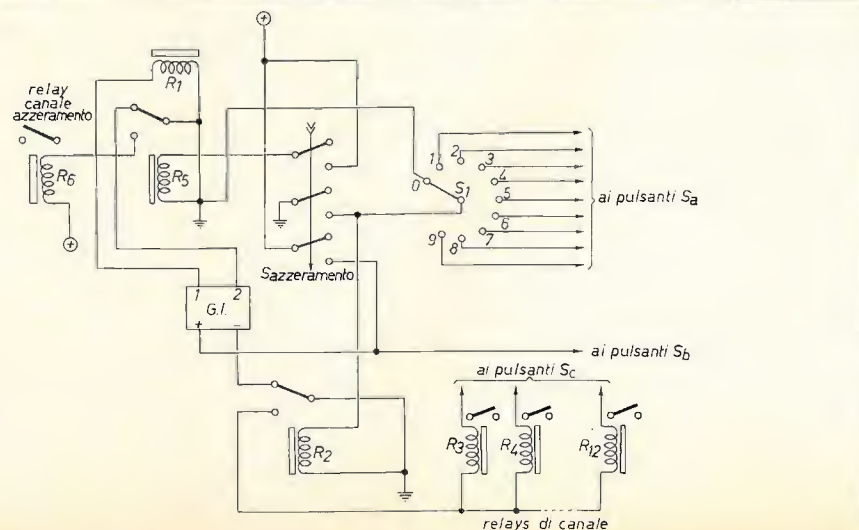 +
R1
relay
canale
azzeramento
R6
R5
+
S azzeramento
0
1
2
3
4
5
6
7
8
9
S1
ai pulsanti Sa
1 2
G.I.
+ −
ai pulsanti Sb
ai pulsanti Sc
R2
R3
R4
R12
relays di canale